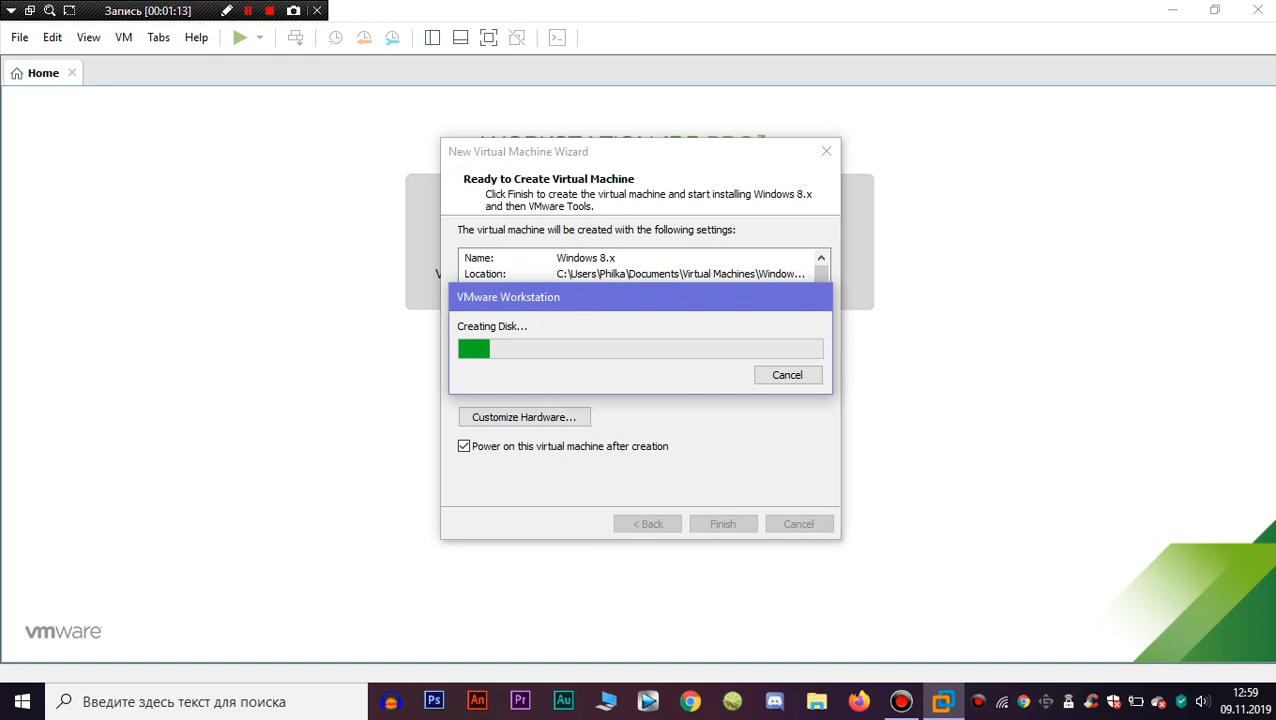 Запись [00:01:13]
File Edit View VM Tabs Help
Home
New Virtual Machine Wizard
Ready to Create Virtual Machine
Click Finish to create the virtual machine and start installing Windows 8.x
and then VMware Tools.
The virtual machine will be created with the following settings:
Name: Windows 8.x
Location: C:\Users\Philka\Documents\Virtual Machines\Window...
VMware Workstation
Creating Disk...
Cancel
Customize Hardware...
Power on this virtual machine after creation
< Back Finish Cancel
vmware
Введите здесь текст для поиска
Ps An Pr Au
12:59
09.11.2019